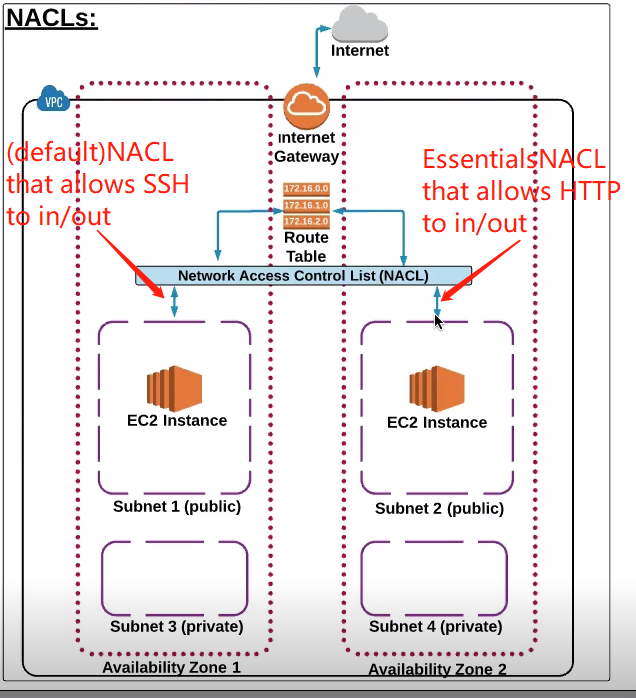 NACLs:
Internet
VPC
Internet
Gateway
(default)NACL
that allows SSH
to in/out
EssentialsNACL
that allows HTTP
to in/out
172.16.0.0
172.16.1.0
172.16.2.0
Route
Table
Network Access Control List (NACL)
EC2 Instance
EC2 Instance
Subnet 1 (public)
Subnet 2 (public)
Subnet 3 (private)
Subnet 4 (private)
Availability Zone 1
Availability Zone 2